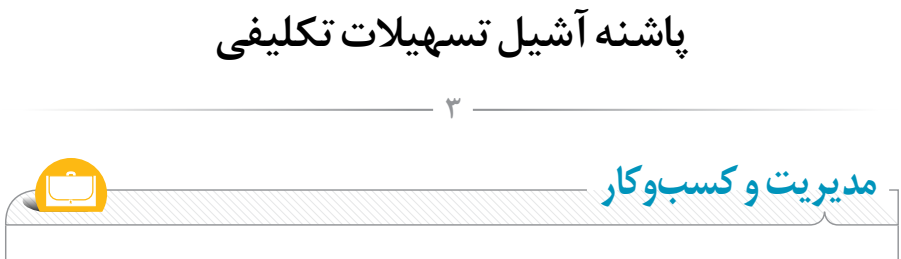 پاشنه آشیل تسهیلات تکلیفی
۳
مدیریت و کسب‌وکار